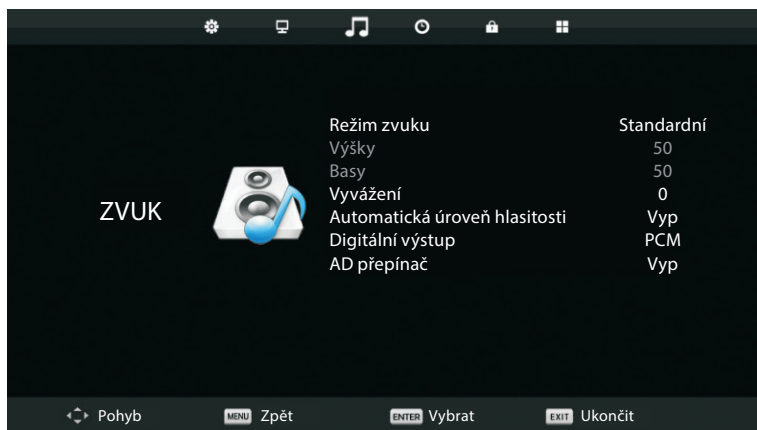 Režim zvuku Standardní
Výšky 50
Basy 50
Vyvážení 0
ZVUK
Automatická úroveň hlasitosti Vyp
Digitální výstup PCM
AD přepínač Vyp
Pohyb MENU Zpět ENTER Vybrat EXIT Ukončit